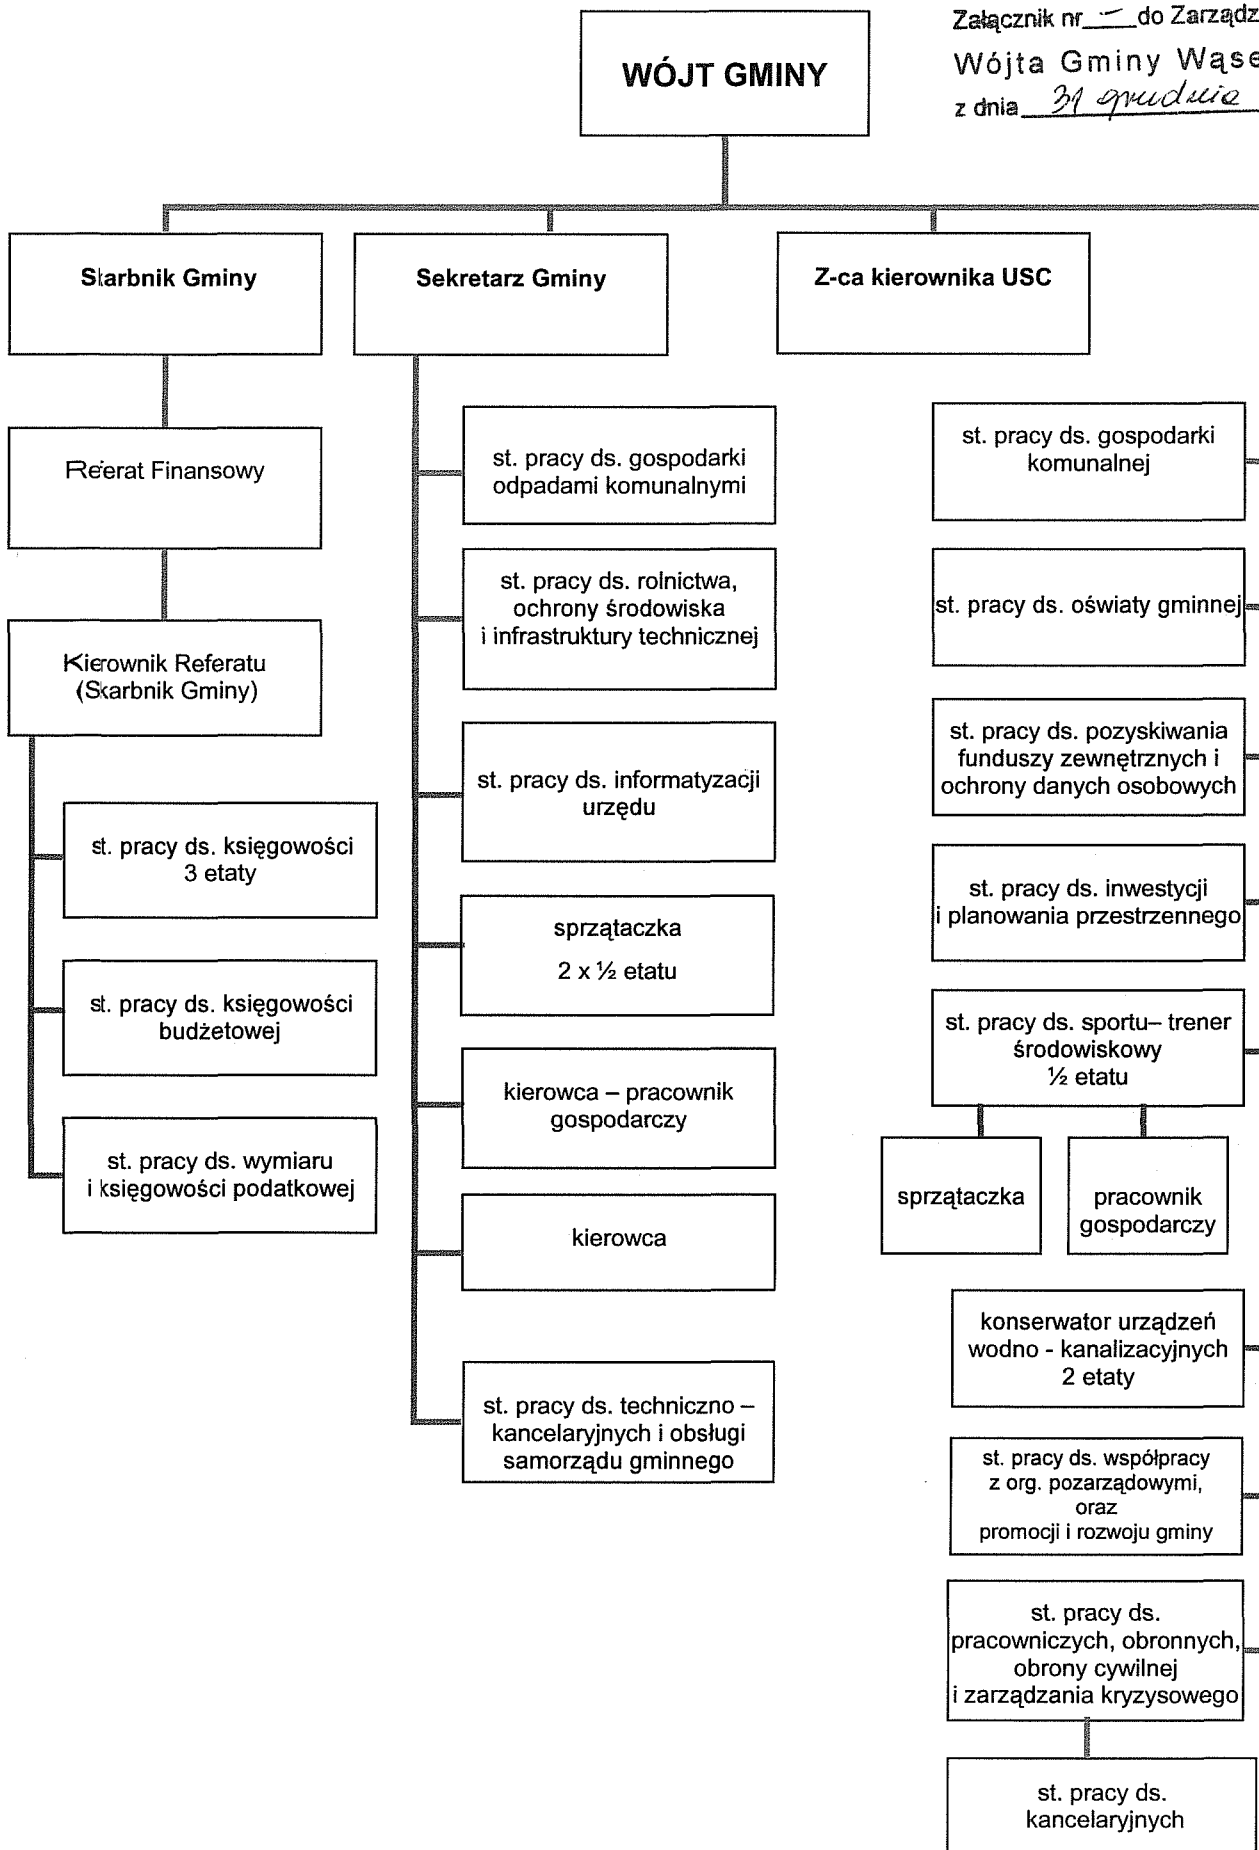 Załącznik nr do Zarządz
Wójta Gminy Wąse
z dnia 31 grudnia
WÓJT GMINY
Skarbnik Gminy
Sekretarz Gminy
Z-ca kierownika USC
Referat Finansowy
Kierownik Referatu
(Skarbnik Gminy)
st. pracy ds. księgowości
3 etaty
st. pracy ds. księgowości
budżetowej
st. pracy ds. wymiaru
i księgowości podatkowej
st. pracy ds. gospodarki
odpadami komunalnymi
st. pracy ds. rolnictwa,
ochrony środowiska
i infrastruktury technicznej
st. pracy ds. informatyzacji
urzędu
sprzątaczka
2 x ½ etatu
kierowca – pracownik
gospodarczy
kierowca
st. pracy ds. techniczno –
kancelaryjnych i obsługi
samorządu gminnego
st. pracy ds. gospodarki
komunalnej
st. pracy ds. oświaty gminnej
st. pracy ds. pozyskiwania
funduszy zewnętrznych i
ochrony danych osobowych
st. pracy ds. inwestycji
i planowania przestrzennego
st. pracy ds. sportu– trener
środowiskowy
½ etatu
sprzątaczka
pracownik
gospodarczy
konserwator urządzeń
wodno - kanalizacyjnych
2 etaty
st. pracy ds. współpracy
z org. pozarządowymi,
oraz
promocji i rozwoju gminy
st. pracy ds.
pracowniczych, obronnych,
obrony cywilnej
i zarządzania kryzysowego
st. pracy ds.
kancelaryjnych